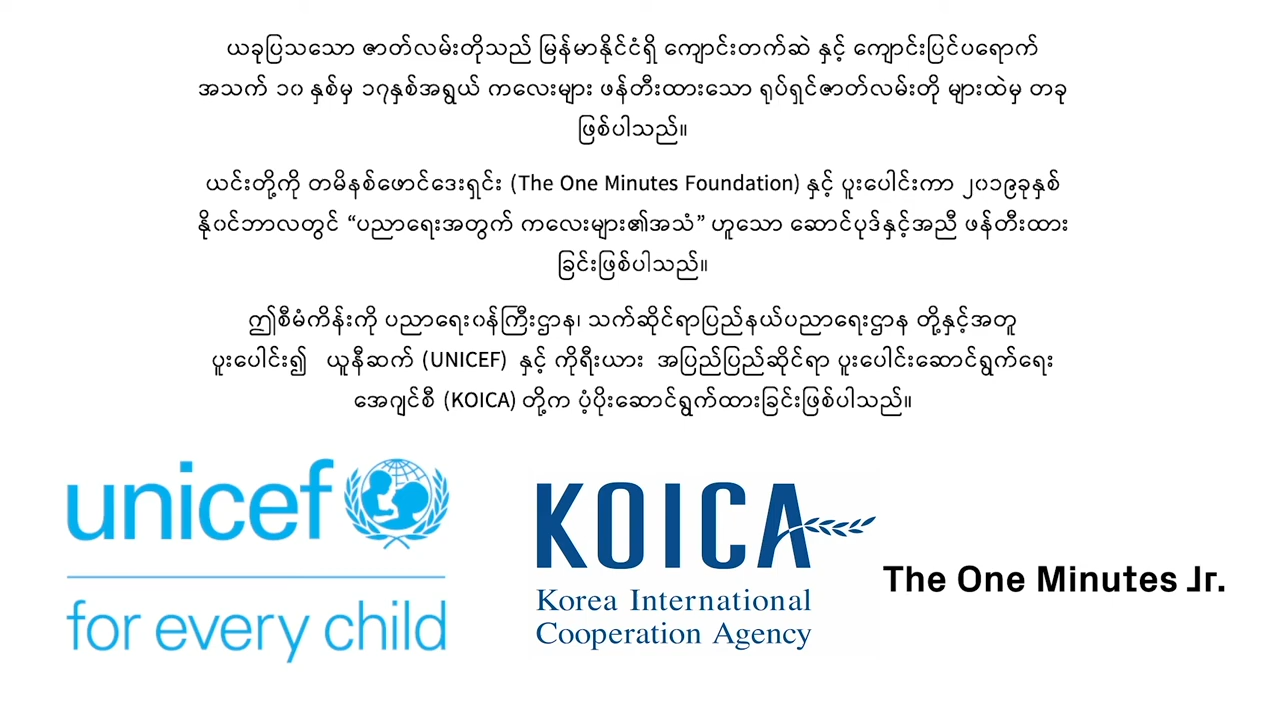 ယခုပြသသော ဇာတ်လမ်းတိုသည် မြန်မာနိုင်ငံရှိ ကျောင်းတက်ဆဲ နှင့် ကျောင်းပြင်ပရောက်
အသက် ၁၀ နှစ်မှ ၁၇နှစ်အရွယ် ကလေးများ ဖန်တီးထားသော ရုပ်ရှင်ဇာတ်လမ်းတို များထဲမှ တခု
ဖြစ်ပါသည်။
ယင်းတို့ကို တမိနစ်ဖောင်ဒေးရှင်း (The One Minutes Foundation) နှင့် ပူးပေါင်းကာ ၂၀၁၉ခုနှစ်
နို၀င်ဘာလတွင် “ပညာရေးအတွက် ကလေးများ၏အသံ” ဟူသော ဆောင်ပုဒ်နှင့်အညီ ဖန်တီးထား
ခြင်းဖြစ်ပါသည်။
ဤစီမံကိန်းကို ပညာရေး၀န်ကြီးဌာန၊ သက်ဆိုင်ရာပြည်နယ်ပညာရေးဌာန တို့နှင့်အတူ
ပူးပေါင်း၍ ယူနီဆက် (UNICEF) နှင့် ကိုရီးယား အပြည်ပြည်ဆိုင်ရာ ပူးပေါင်းဆောင်ရွက်ရေး
အေဂျင်စီ (KOICA) တို့က ပံ့ပိုးဆောင်ရွက်ထားခြင်းဖြစ်ပါသည်။
unicef
for every child
KOICA
Korea International
Cooperation Agency
The One Minutes Jr.